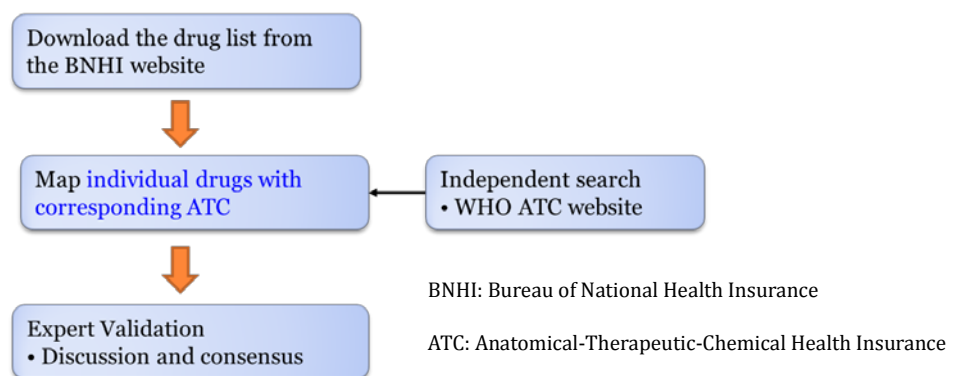 Download the drug list from
the BNHI website
Map individual drugs with
corresponding ATC
Independent search
• WHO ATC website
Expert Validation
• Discussion and consensus
BNHI: Bureau of National Health Insurance
ATC: Anatomical-Therapeutic-Chemical Health Insurance